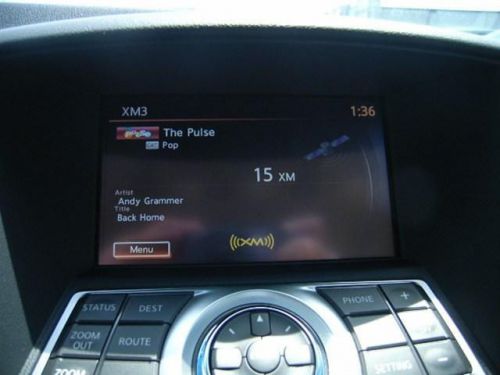 XM3 1:36
The Pulse
CAT Pop
15 XM
Artist
Andy Grammer
Title
Back Home
Menu
((XM))
STATUS DEST PHONE +
ZOOM OUT ROUTE
SETTING -